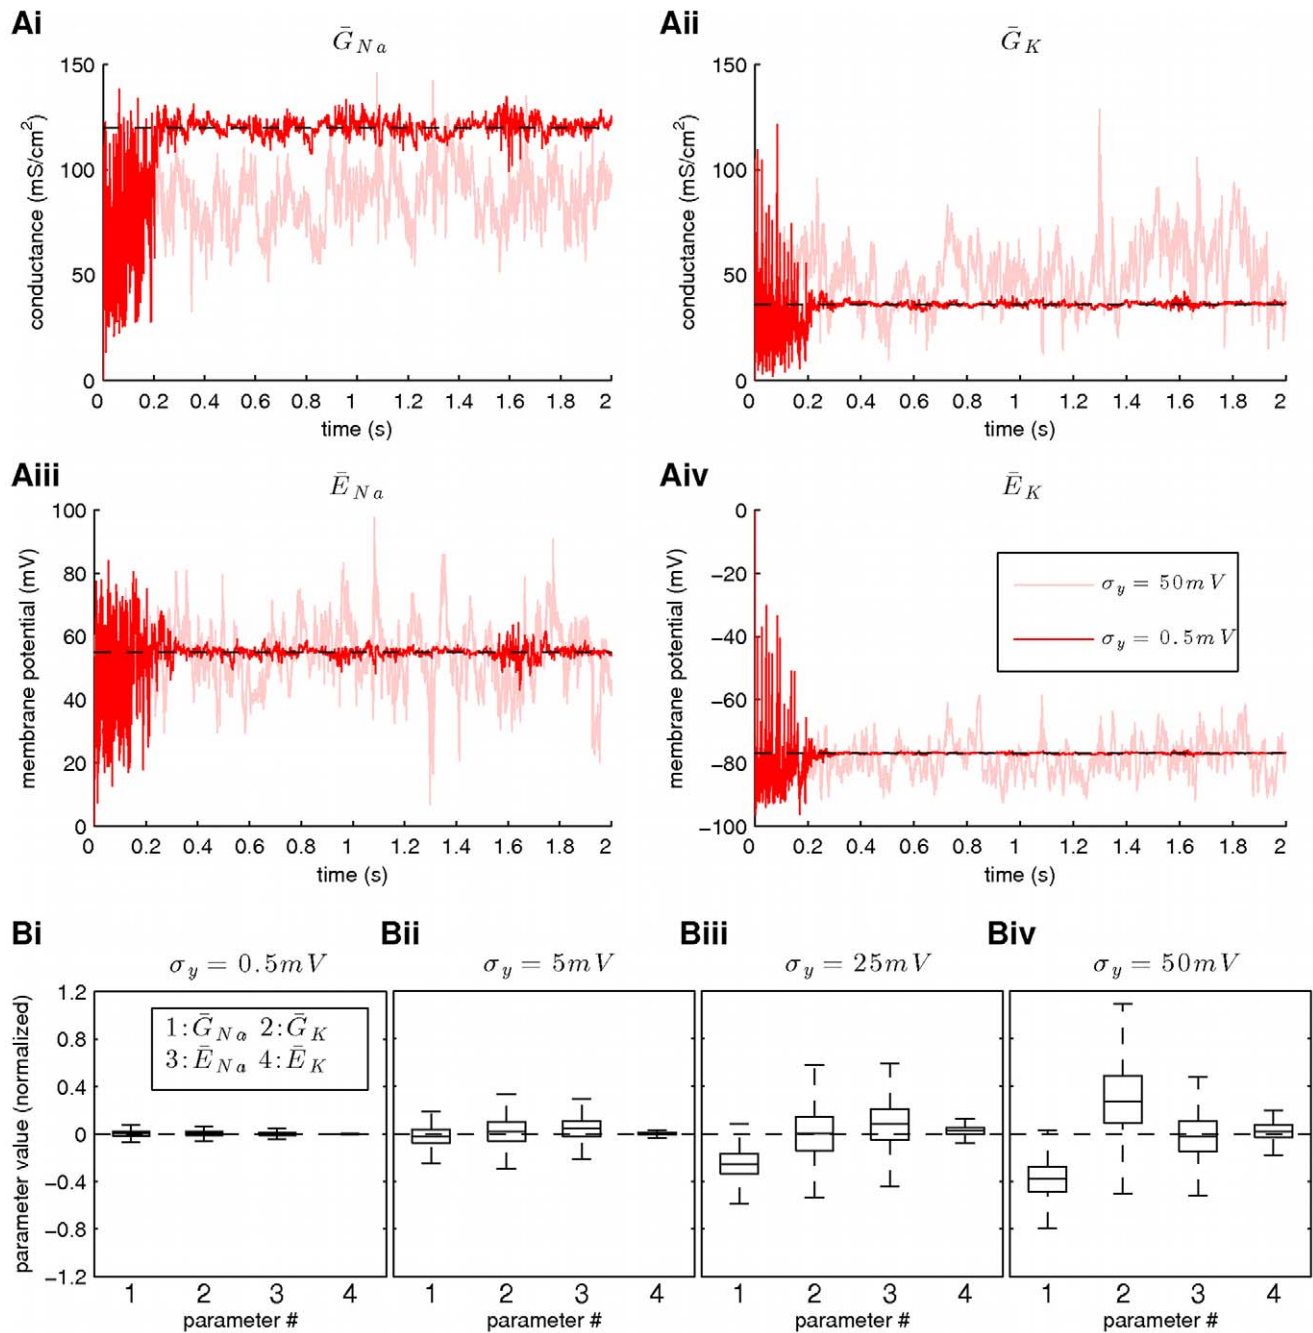 Ai
Ḡ_Na
150
100
50
0
conductance (mS/cm²)
0 0.2 0.4 0.6 0.8 1 1.2 1.4 1.6 1.8 2
time (s)
Aii
Ḡ_K
150
100
50
0
conductance (mS/cm²)
0 0.2 0.4 0.6 0.8 1 1.2 1.4 1.6 1.8 2
time (s)
Aiii
Ē_Na
100
80
60
40
20
0
membrane potential (mV)
0 0.2 0.4 0.6 0.8 1 1.2 1.4 1.6 1.8 2
time (s)
Aiv
Ē_K
0
−20
−40
−60
−80
−100
membrane potential (mV)
σ_y = 50mV
σ_y = 0.5mV
0 0.2 0.4 0.6 0.8 1 1.2 1.4 1.6 1.8 2
time (s)
Bi
σ_y = 0.5mV
1.2
0.8
0.4
0
−0.4
−0.8
−1.2
parameter value (normalized)
1:Ḡ_Na 2:Ḡ_K
3:Ē_Na 4:Ē_K
1 2 3 4
parameter #
Bii
σ_y = 5mV
1 2 3 4
parameter #
Biii
σ_y = 25mV
1 2 3 4
parameter #
Biv
σ_y = 50mV
1 2 3 4
parameter #